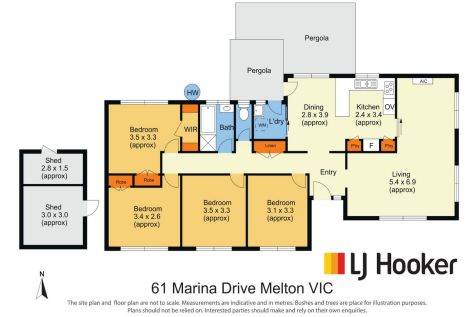 Pergola
Pergola
HW
A/C
Bedroom
3.5 x 3.3
(approx)
WIR
Bath
WM
L'dry
Dining
2.8 x 3.9
(approx)
Kitchen
2.4 x 3.4
(approx)
OV
P'try
F
P'try
Linen
Shed
2.8 x 1.5
(approx)
Robe
Robe
Entry
Living
5.4 x 6.9
(approx)
Shed
3.0 x 3.0
(approx)
Bedroom
3.4 x 2.6
(approx)
Bedroom
3.5 x 3.3
(approx)
Bedroom
3.1 x 3.3
(approx)
LJ Hooker
N
61 Marina Drive Melton VIC
The site plan and floor plan are not to scale. Measurements are indicative and in metres. Bushes and trees are place for illustration purposes.
Plans should not be relied on. Interested parties should make and rely on their own enquiries.